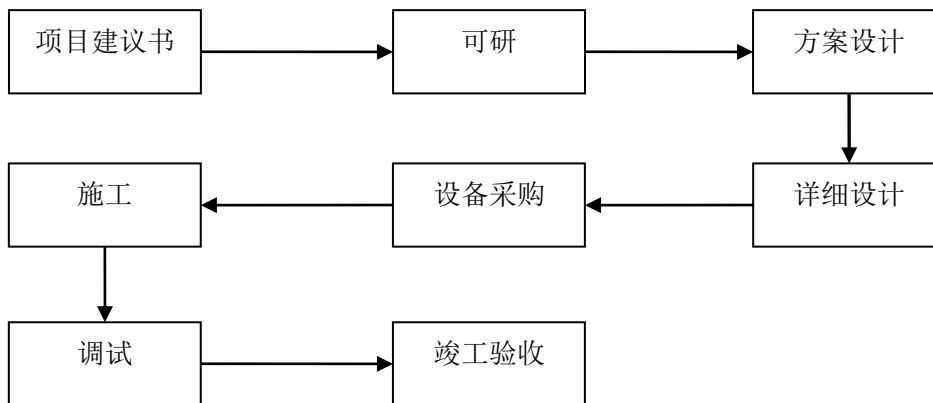 项目建议书
可研
方案设计
详细设计
设备采购
施工
调试
竣工验收